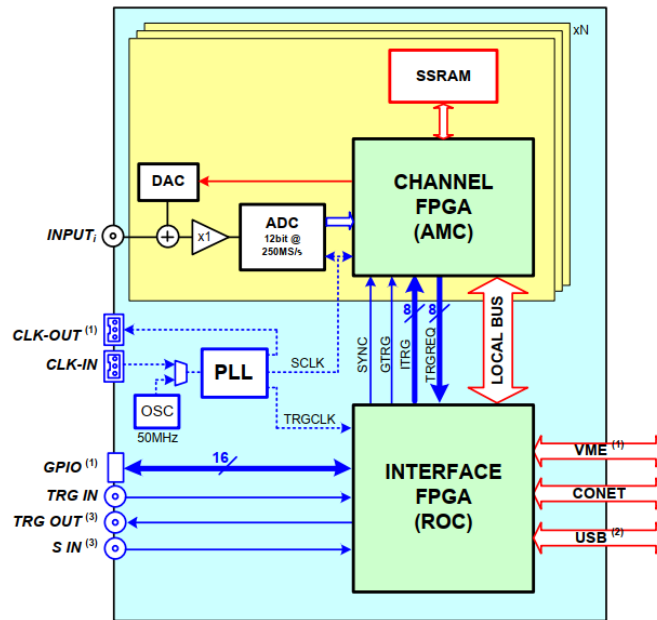 xN
SSRAM
DAC
CHANNEL
FPGA
(AMC)
ADC
12bit @
250MS/s
x1
INPUTi
CLK-OUT (1)
CLK-IN
PLL
SCLK
OSC
50MHz
TRGCLK
SYNC
GTRG
ITRG
8
TRGREQ
8
LOCAL BUS
GPIO (1)
16
TRG IN
TRG OUT (3)
S IN (3)
INTERFACE
FPGA
(ROC)
VME (1)
CONET
USB (2)